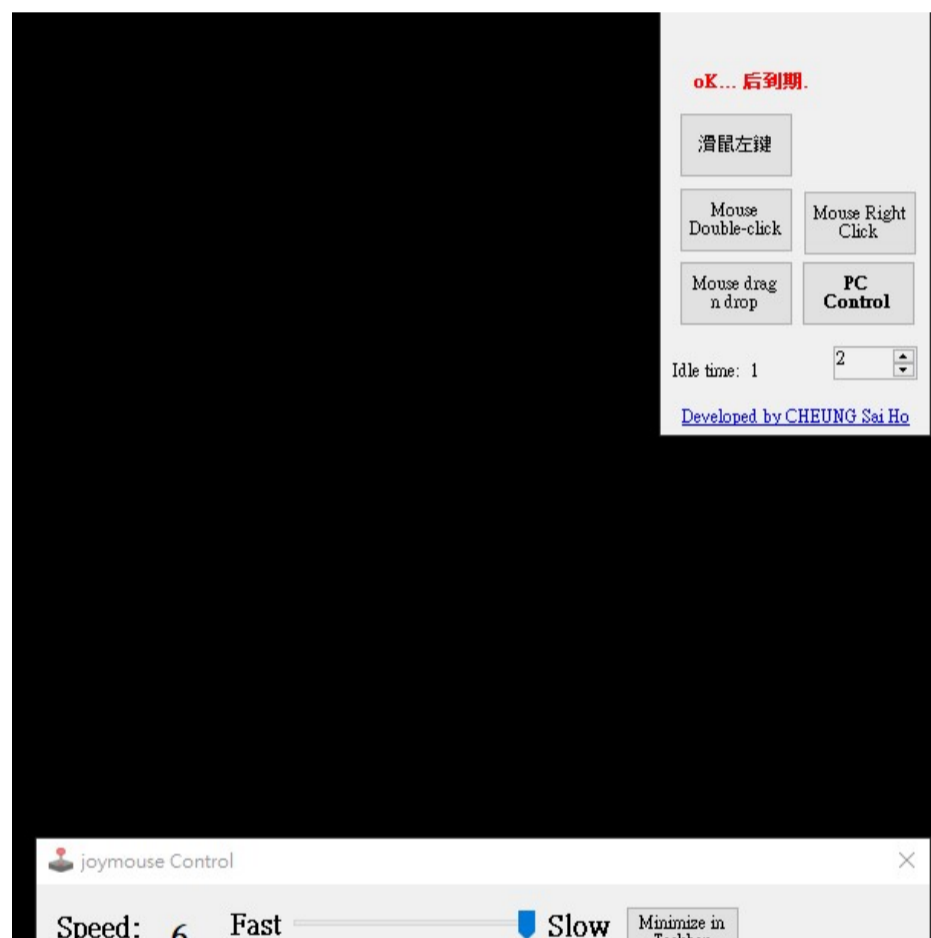 oK... 后到期.
滑鼠左鍵
Mouse
Double-click
Mouse Right
Click
Mouse drag
n drop
PC
Control
Idle time: 1
2
Developed by CHEUNG Sai Ho
joymouse Control
Speed: 6 Fast Slow
Minimize in